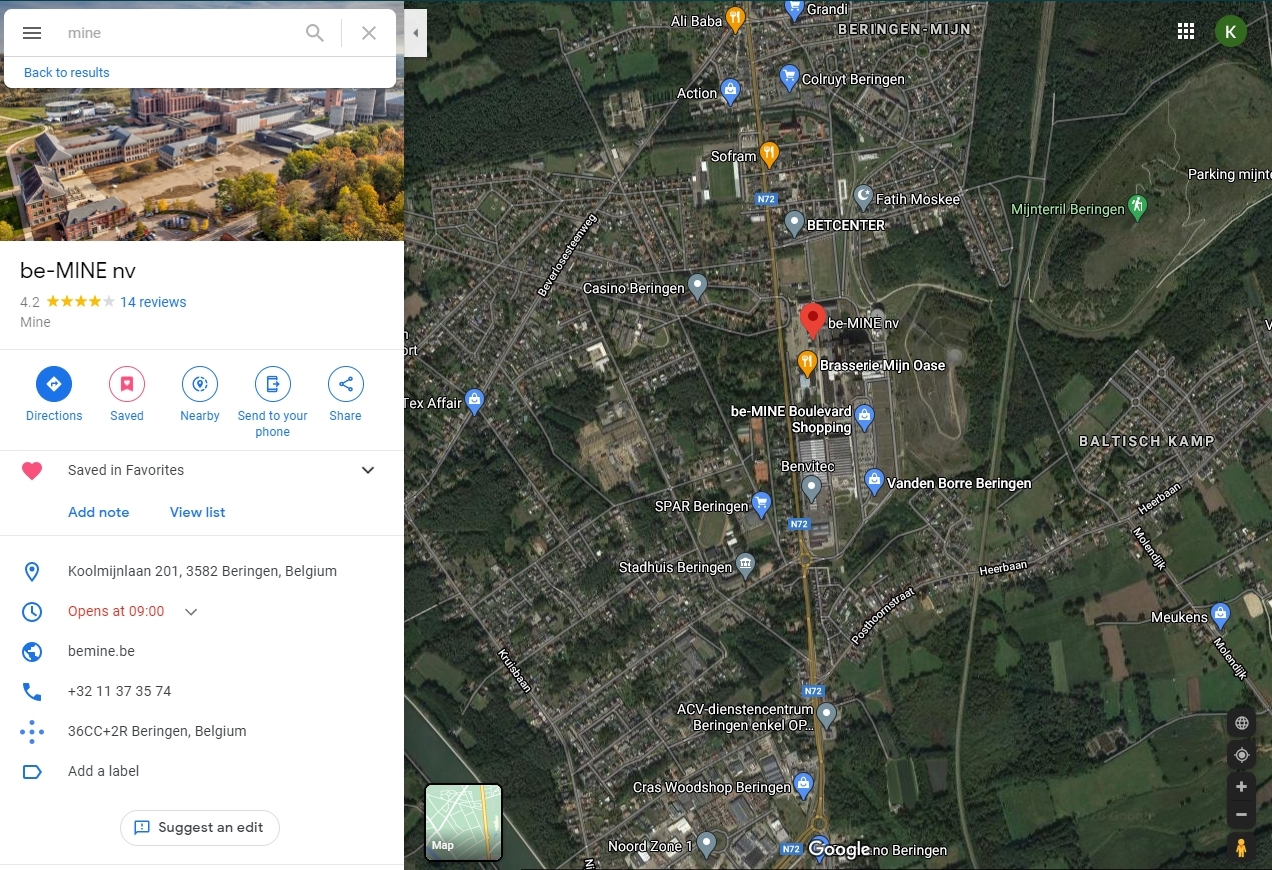 mine
Back to results
be-MINE nv
4.2
14 reviews
Mine
Directions
Saved
Nearby
Send to your
phone
Share
Saved in Favorites
Add note
View list
Koolmijnlaan 201, 3582 Beringen, Belgium
Opens at 09:00
bemine.be
+32 11 37 35 74
36CC+2R Beringen, Belgium
Add a label
Suggest an edit
Grandi
Ali Baba
BERINGEN-MIJN
K
Colruyt Beringen
Action
Sofram
Parking mijnte
N72
Fatih Moskee
Mijnterril Beringen
BETCENTER
Beverlosesteenweg
Casino Beringen
be-MINE nv
ort
Brasserie Mijn Oase
Tex Affair
be-MINE Boulevard
Shopping
BALTISCH KAMP
Benvitec
Vanden Borre Beringen
SPAR Beringen
Heerbaan
N72
Molendijk
Stadhuis Beringen
Heerbaan
Posthoornstraat
Meukens
Kruisbaan
Molendijk
N72
ACV-dienstencentrum
Beringen enkel OP...
Cras Woodshop Beringen
Map
Noord Zone 1
N72
Google
no Beringen